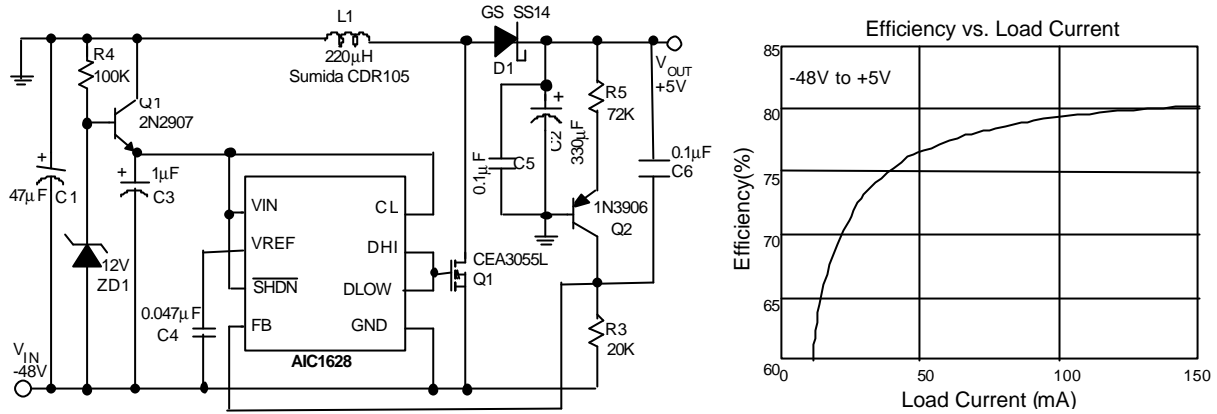 L1
220μH
Sumida CDR105
GS SS14
D1
V_OUT
+5V
R4
100K
Q1
2N2907
R5
72K
+
C2
330μF
0.1μF
C5
0.1μF
C6
+
47μF C1
+
1μF
C3
1N3906
Q2
VIN
CL
VREF
DHI
SHDN
DLOW
FB
GND
AIC1628
CEA3055L
Q1
12V
ZD1
0.047μF
C4
R3
20K
V_IN
-48V
Efficiency vs. Load Current
-48V to +5V
85
80
75
70
65
60
Efficiency(%)
0
50
100
150
Load Current (mA)